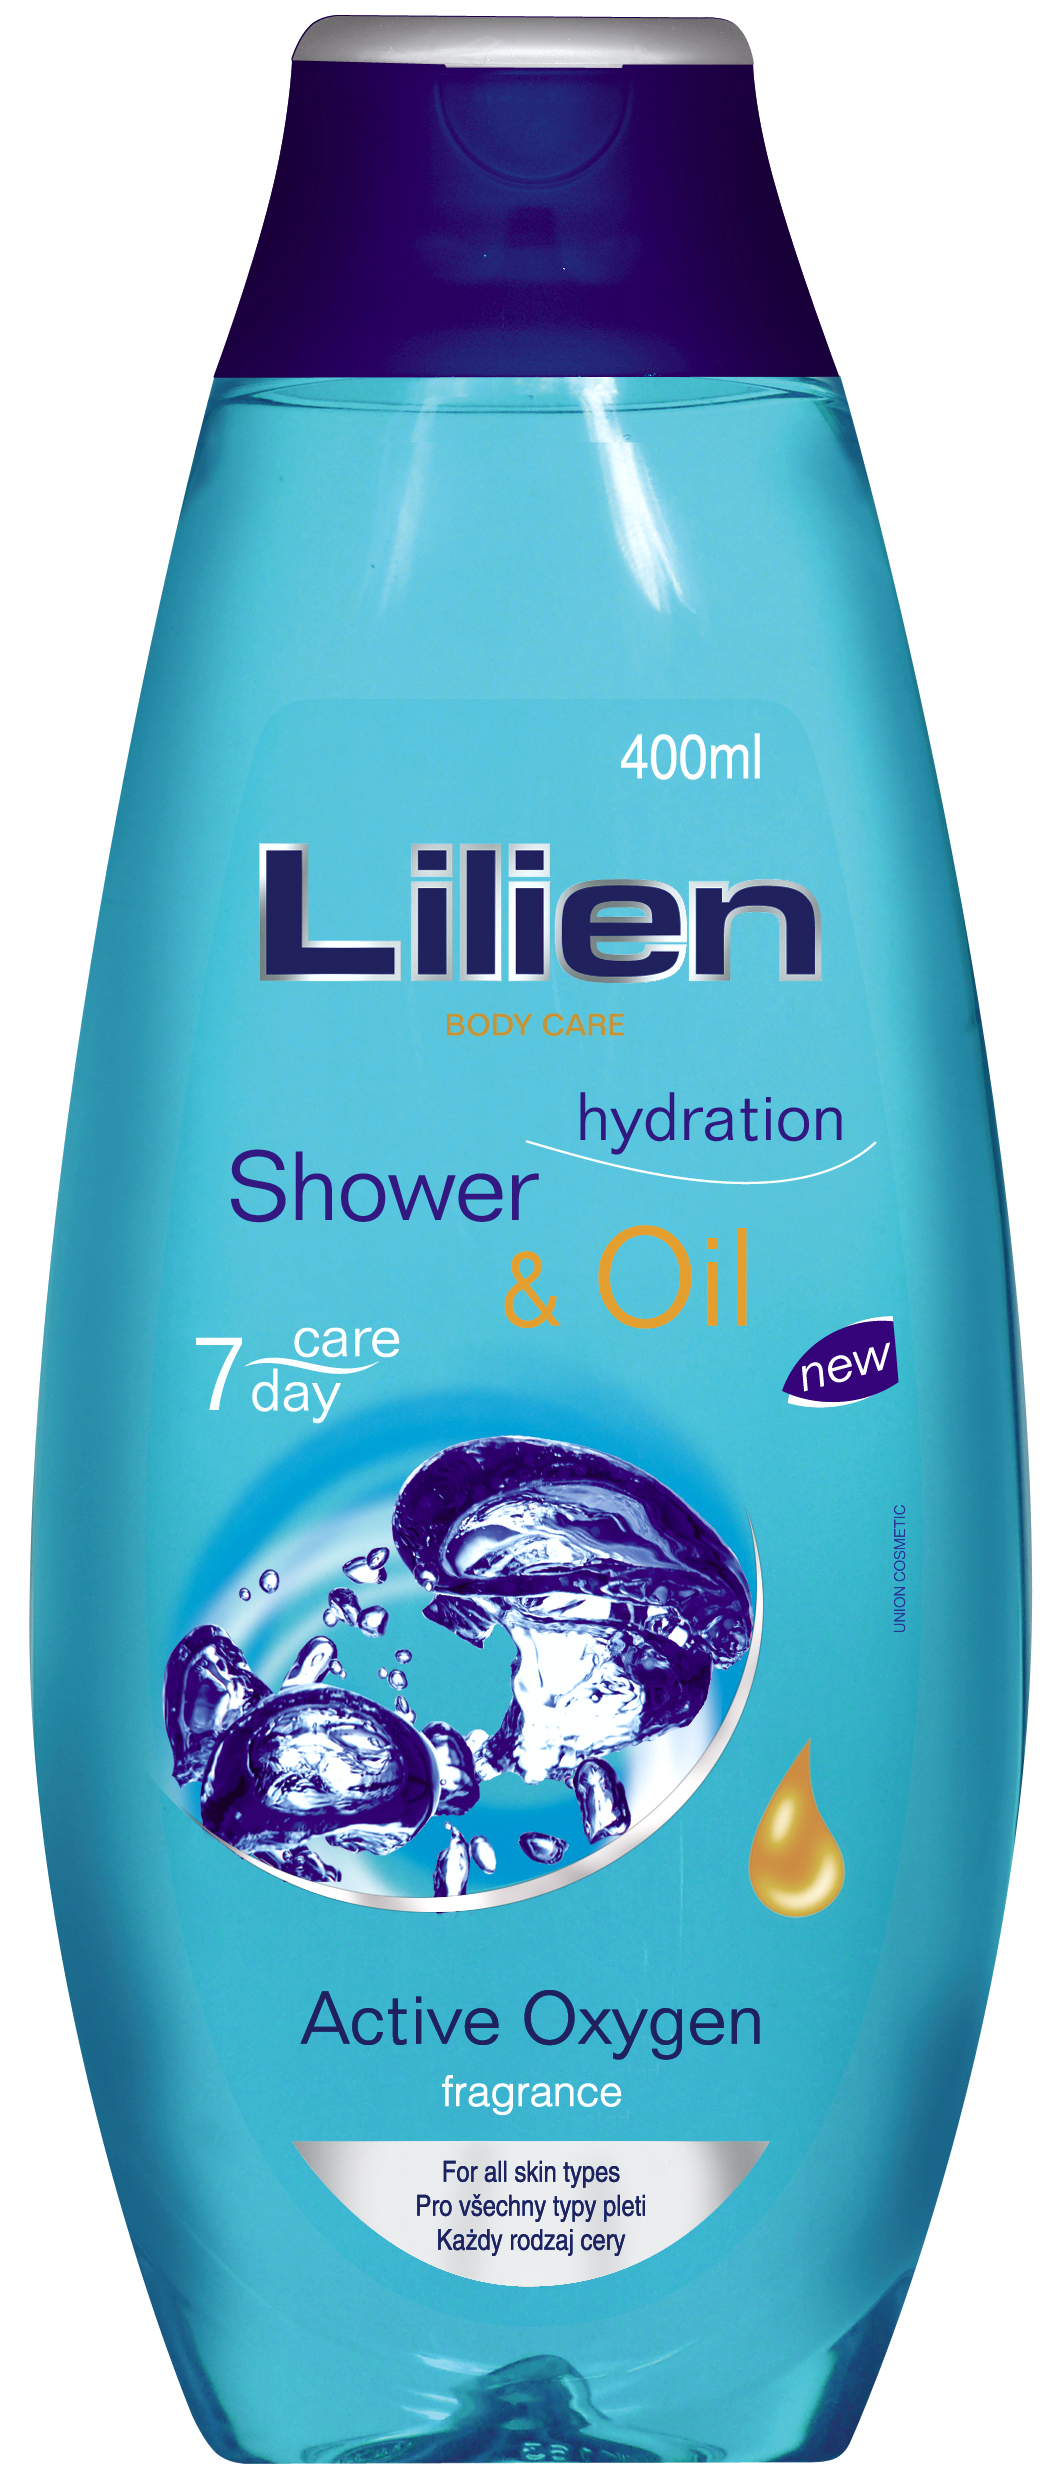 400ml
Lilien
BODY CARE
hydration
Shower
& Oil
7 care
day
new
UNION COSMETIC
Active Oxygen
fragrance
For all skin types
Pro všechny typy pleti
Każdy rodzaj cery